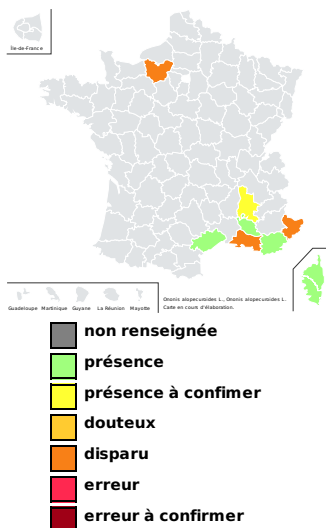 Île-de-France
Guadeloupe Martinique Guyane La Réunion Mayotte
Ononis alopecuroides L., Ononis alopecuroides L.
Carte en cours d'élaboration.
non renseignée
présence
présence à confimer
douteux
disparu
erreur
erreur à confirmer